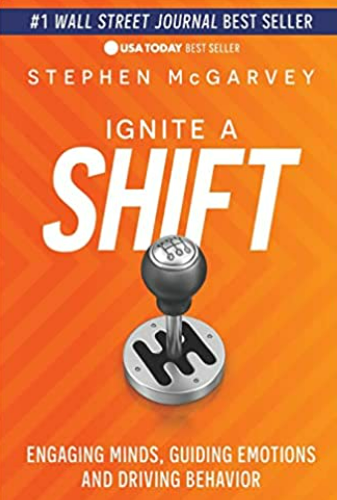 #1 WALL STREET JOURNAL BEST SELLER
USA TODAY BEST SELLER
STEPHEN McGARVEY
IGNITE A
SHIFT
ENGAGING MINDS, GUIDING EMOTIONS
AND DRIVING BEHAVIOR